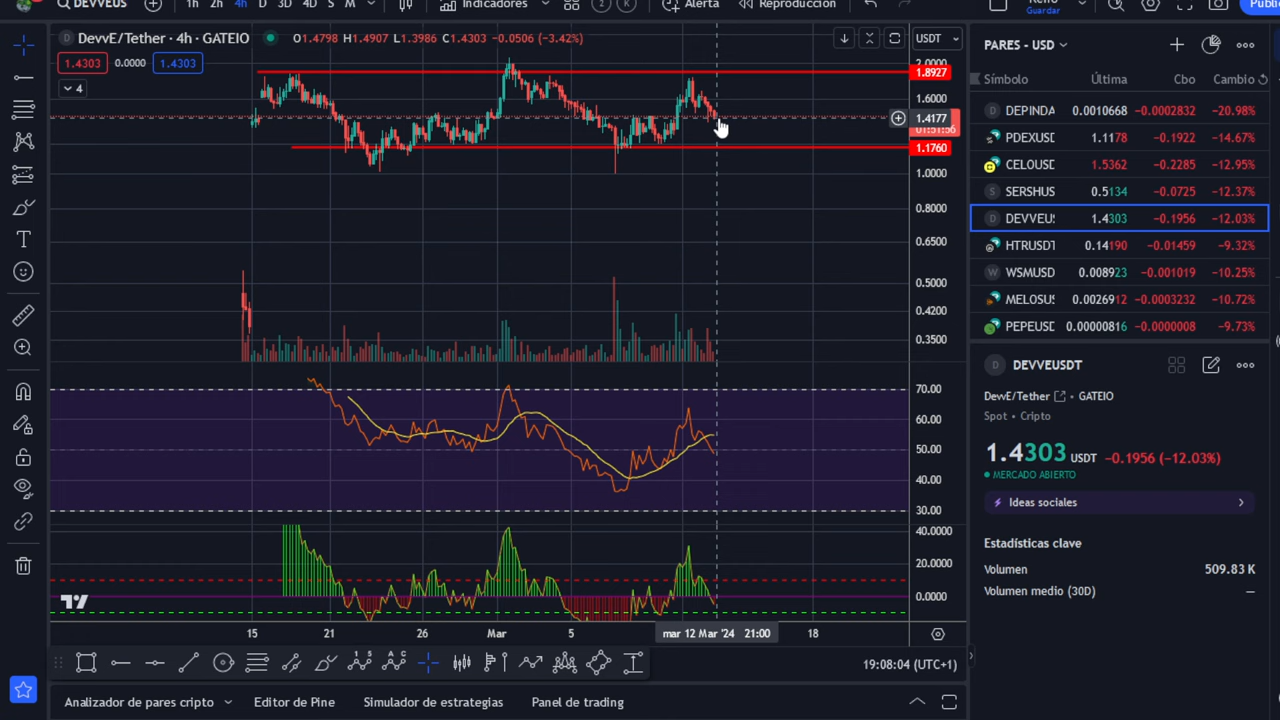 DEVVEUS
1h 2h 4h D 3D 4D S M
Indicadores
Alerta
Reproducción
Guardar
DevvE/Tether · 4h · GATEIO
O1.4798 H1.4907 L1.3986 C1.4303 −0.0506 (−3.42%)
1.4303 0.0000 1.4303
4
USDT
2.0000
1.8927
1.6000
1.4177
01:51:56
1.1760
1.0000
0.8000
0.6500
0.5000
0.4200
0.3500
70.00
60.00
50.00
40.00
30.00
40.0000
20.0000
0.0000
15 21 26 Mar 5 mar 12 Mar '24 21:00 18
19:08:04 (UTC+1)
Analizador de pares cripto
Editor de Pine
Simulador de estrategias
Panel de trading
PARES - USD
Símbolo Última Cbo Cambio
DEPINDA 0.0010668 −0.0002832 −20.98%
PDEXUSD 1.1178 −0.1922 −14.67%
CELOUSD 1.5362 −0.2285 −12.95%
SERSHUS 0.5134 −0.0725 −12.37%
DEVVEUS 1.4303 −0.1956 −12.03%
HTRUSDT 0.14190 −0.01459 −9.32%
WSMUSD 0.008923 −0.001019 −10.25%
MELOSUS 0.0026912 −0.0003232 −10.72%
PEPEUSD 0.00000816 −0.0000008 −9.73%
DEVVEUSDT
DevvE/Tether · GATEIO
Spot · Cripto
1.4303 USDT −0.1956 (−12.03%)
MERCADO ABIERTO
Ideas sociales
Estadísticas clave
Volumen 509.83 K
Volumen medio (30D) —